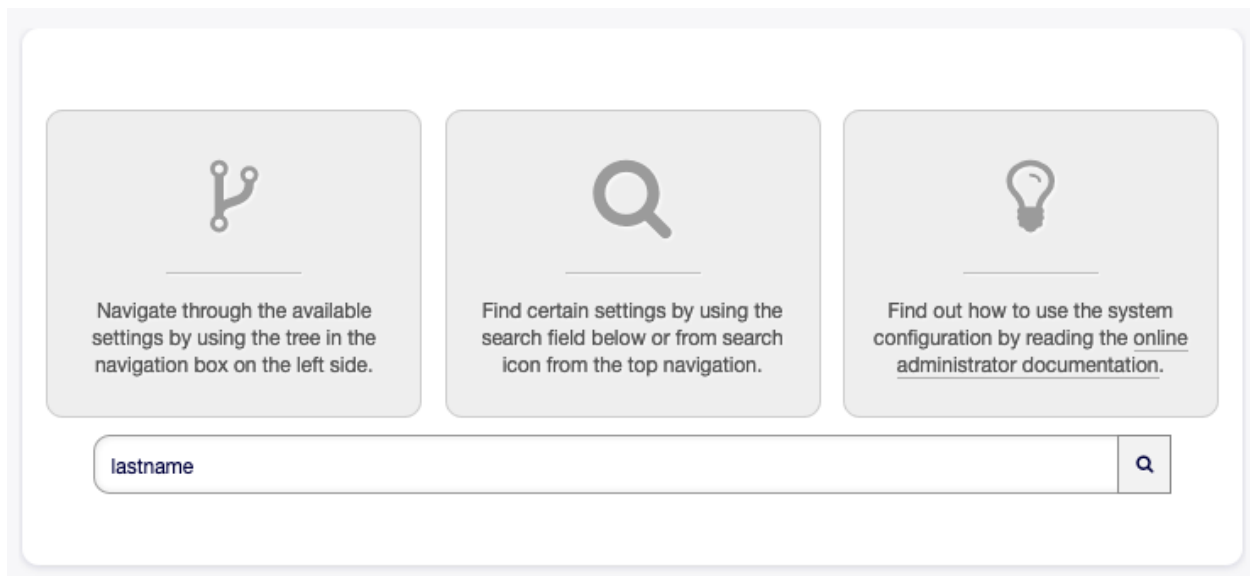 Navigate through the available
settings by using the tree in the
navigation box on the left side.
Find certain settings by using the
search field below or from search
icon from the top navigation.
Find out how to use the system
configuration by reading the online
administrator documentation.
lastname